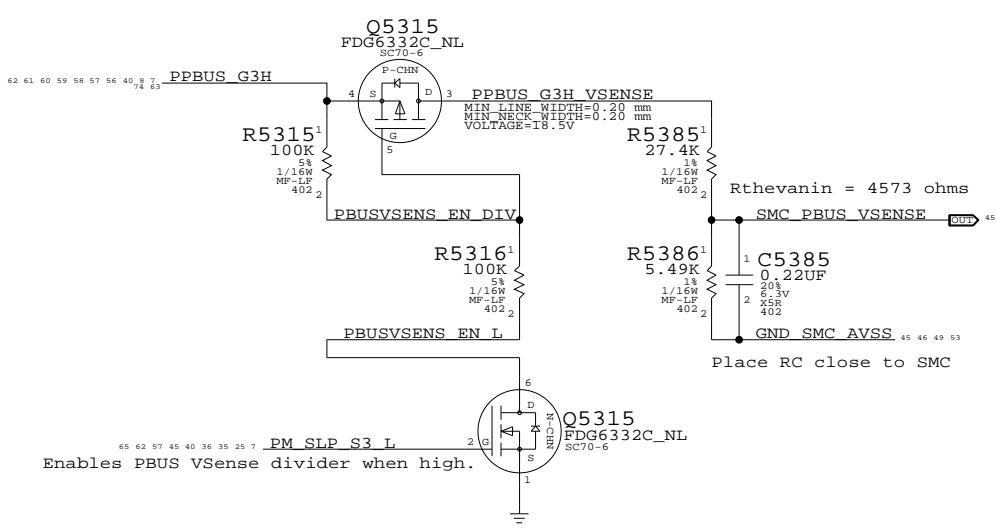 Q5315
FDG6332C_NL
SC70-6
P-CHN
62 61 60 59 58 57 56 40 8 7
74 63
PPBUS_G3H
4 S D 3
G
5
PPBUS_G3H_VSENSE
MIN_LINE_WIDTH=0.20 mm
MIN_NECK_WIDTH=0.20 mm
VOLTAGE=18.5V
R5315 1
100K
5%
1/16W
MF-LF
402 2
R5385 1
27.4K
1%
1/16W
MF-LF
402 2
Rthevanin = 4573 ohms
PBUSVSENS_EN_DIV
SMC_PBUS_VSENSE
OUT 45
R5316 1
100K
5%
1/16W
MF-LF
402 2
R5386 1
5.49K
1%
1/16W
MF-LF
402 2
1 C5385
0.22UF
20%
6.3V
2 X5R
402
PBUSVSENS_EN_L
GND_SMC_AVSS 45 46 49 53
Place RC close to SMC
6
D
N-CHN
Q5315
FDG6332C_NL
SC70-6
65 62 57 45 40 36 35 25 7 PM_SLP_S3_L 2 G
S
Enables PBUS VSense divider when high.
1